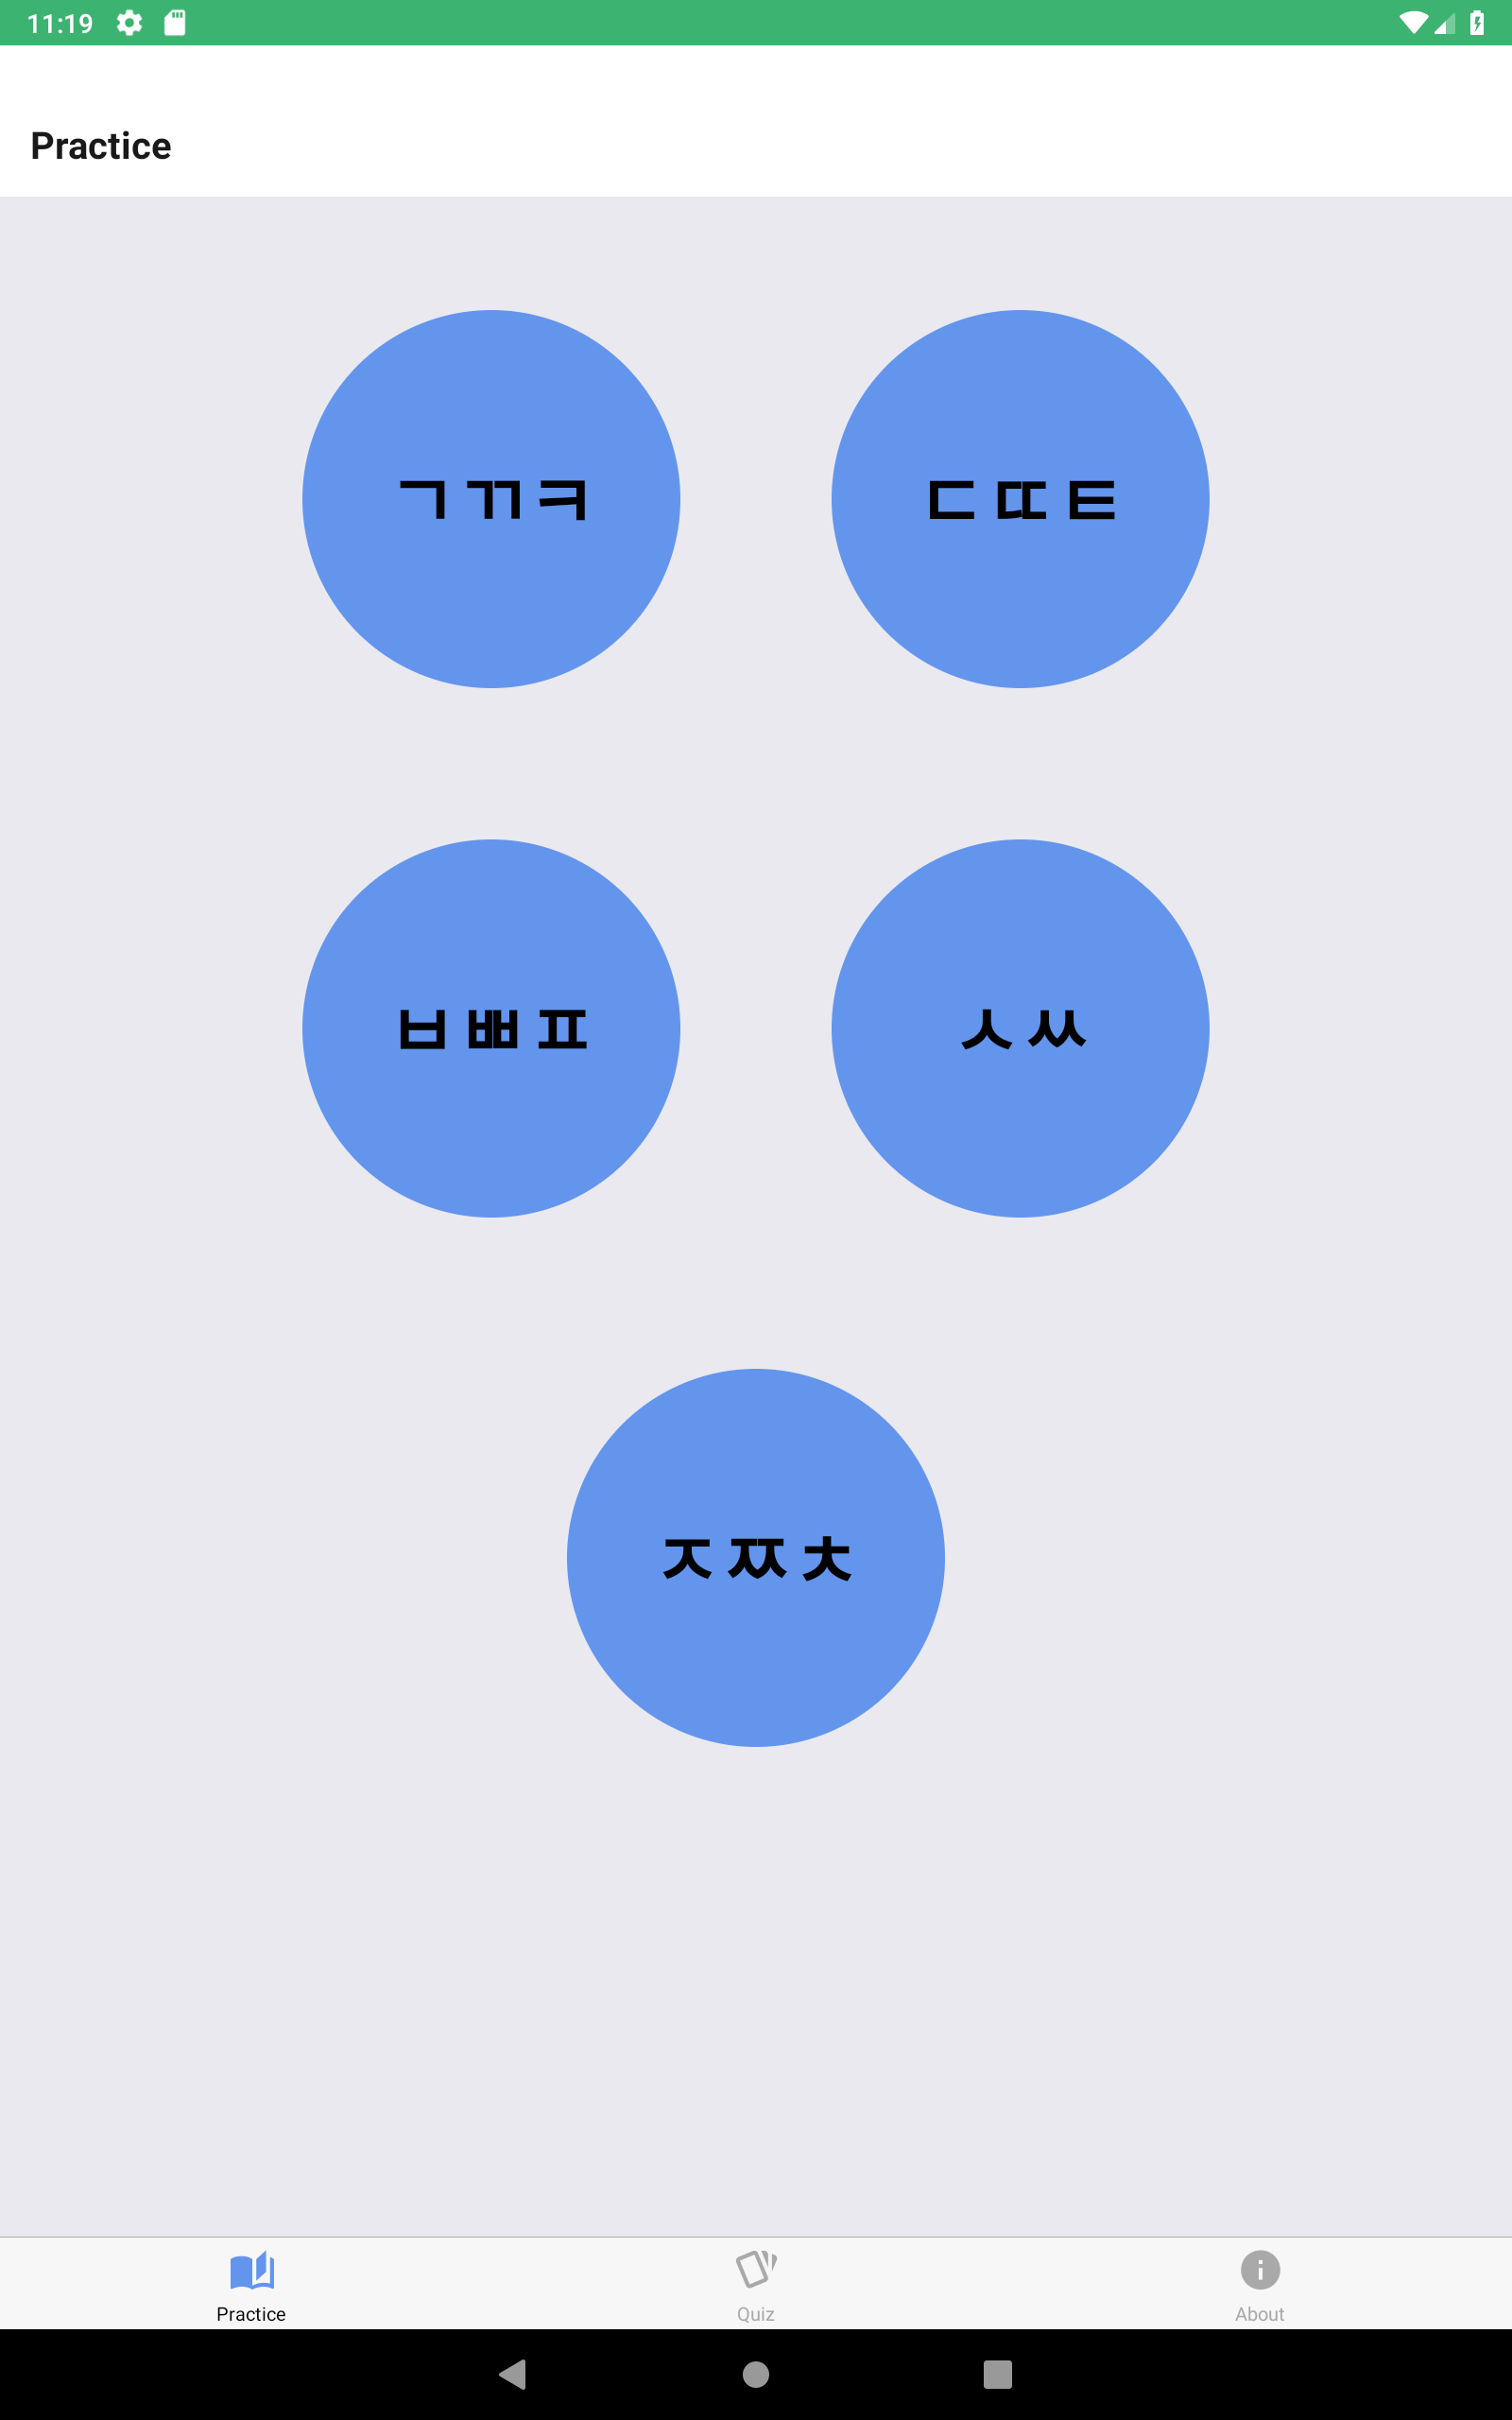 11:19
Practice
ㄱ ㄲ ㅋ
ㄷ ㄸ ㅌ
ㅂ ㅃ ㅍ
ㅅ ㅆ
ㅈ ㅉ ㅊ
Practice
Quiz
About